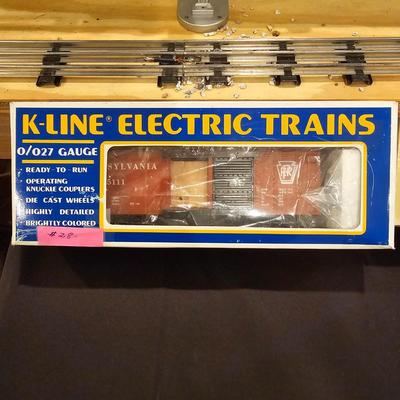 K-LINE® ELECTRIC TRAINS
O/027 GAUGE
READY - TO - RUN
OPERATING
KNUCKLE COUPLERS
DIE CAST WHEELS
HIGHLY DETAILED
BRIGHTLY COLORED
SYLVANIA
5111
PRR